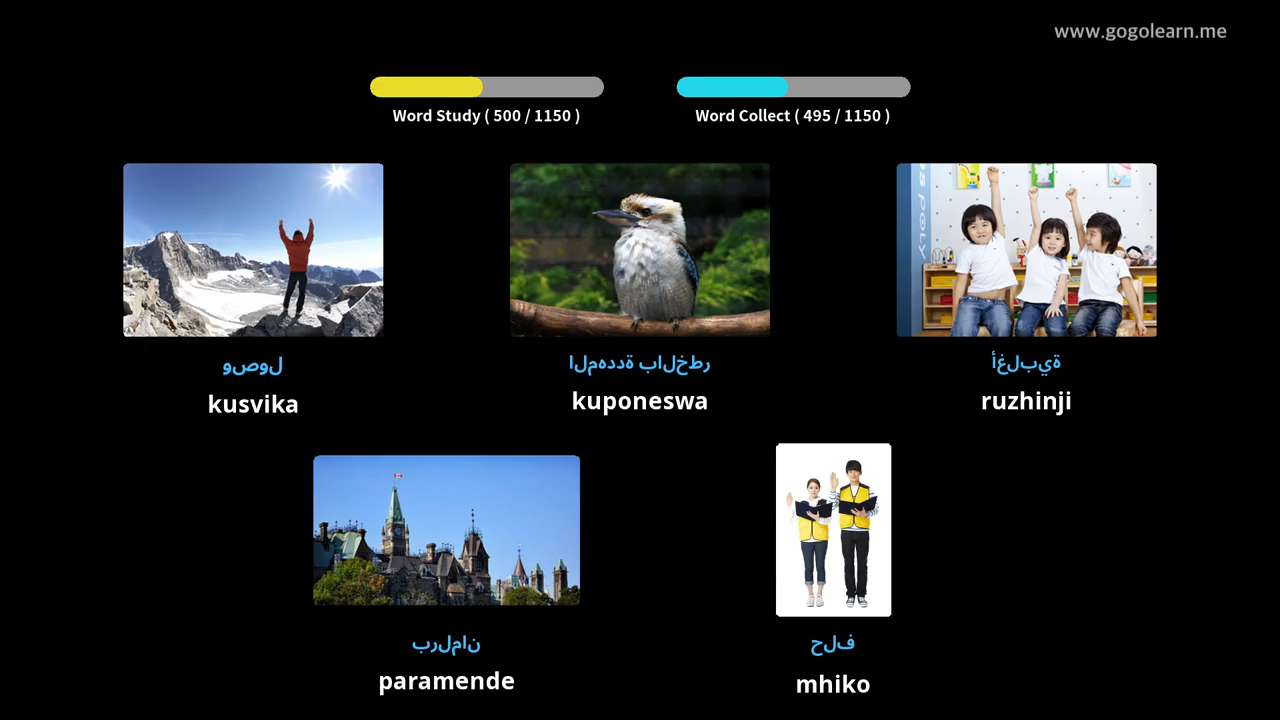 www.gogolearn.me
Word Study ( 500 / 1150 )
Word Collect ( 495 / 1150 )
وصول
kusvika
المهددة بالخطر
kuponeswa
أغلبية
ruzhinji
برلمان
paramende
حلف
mhiko